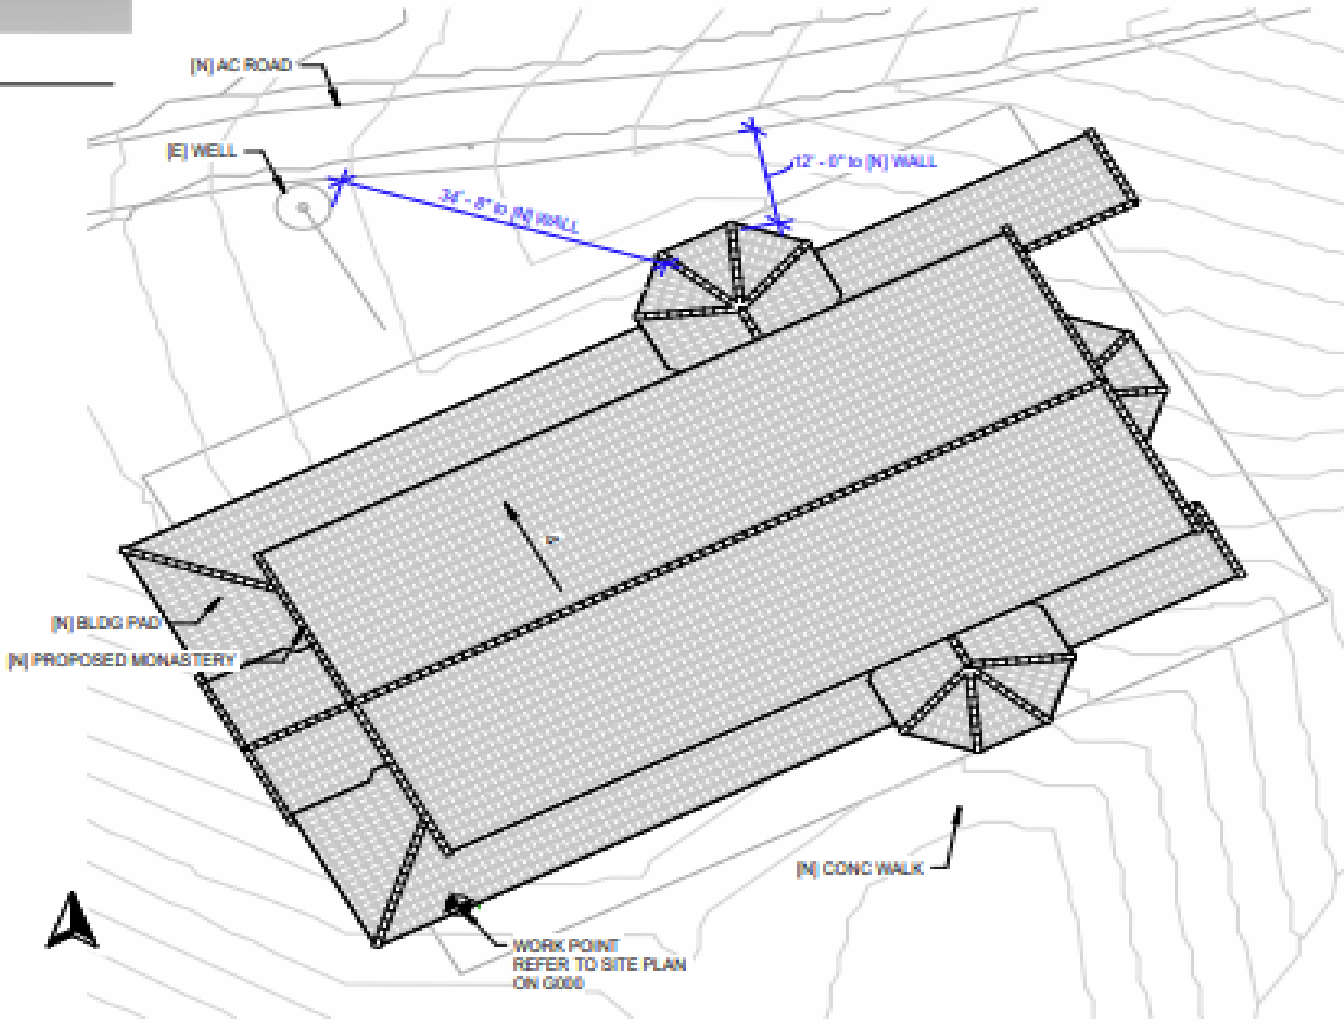 [N] AC ROAD
[E] WELL
12' - 0" to [N] WALL
34' - 8" to [N] WALL
[N] BLDG PAD
[N] PROPOSED MONASTERY
[N] CONC WALK
WORK POINT
REFER TO SITE PLAN
ON G000